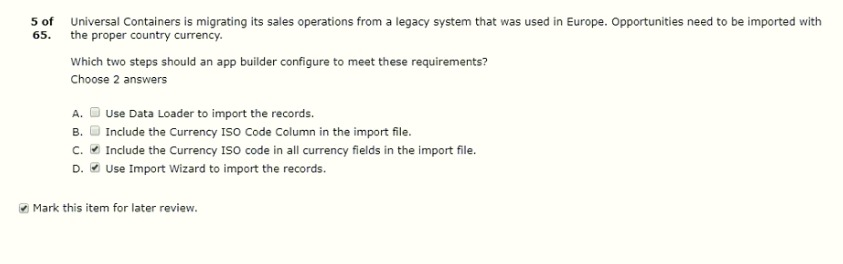 5 of Universal Containers is migrating its sales operations from a legacy system that was used in Europe. Opportunities need to be imported with
65. the proper country currency.
Which two steps should an app builder configure to meet these requirements?
Choose 2 answers
A. Use Data Loader to import the records.
B. Include the Currency ISO Code Column in the import file.
C. Include the Currency ISO code in all currency fields in the import file.
D. Use Import Wizard to import the records.
Mark this item for later review.